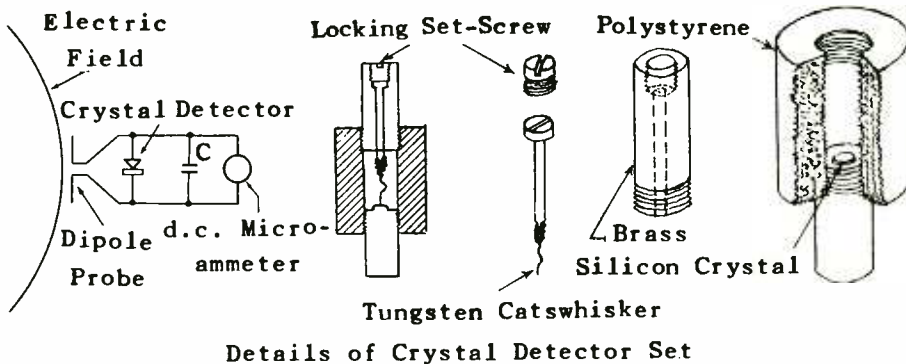 Electric
Field
Locking Set-Screw
Polystyrene
Crystal Detector
C
Dipole
Probe
d.c. Micro-
ammeter
Brass
Silicon Crystal
Tungsten Catswhisker
Details of Crystal Detector Set